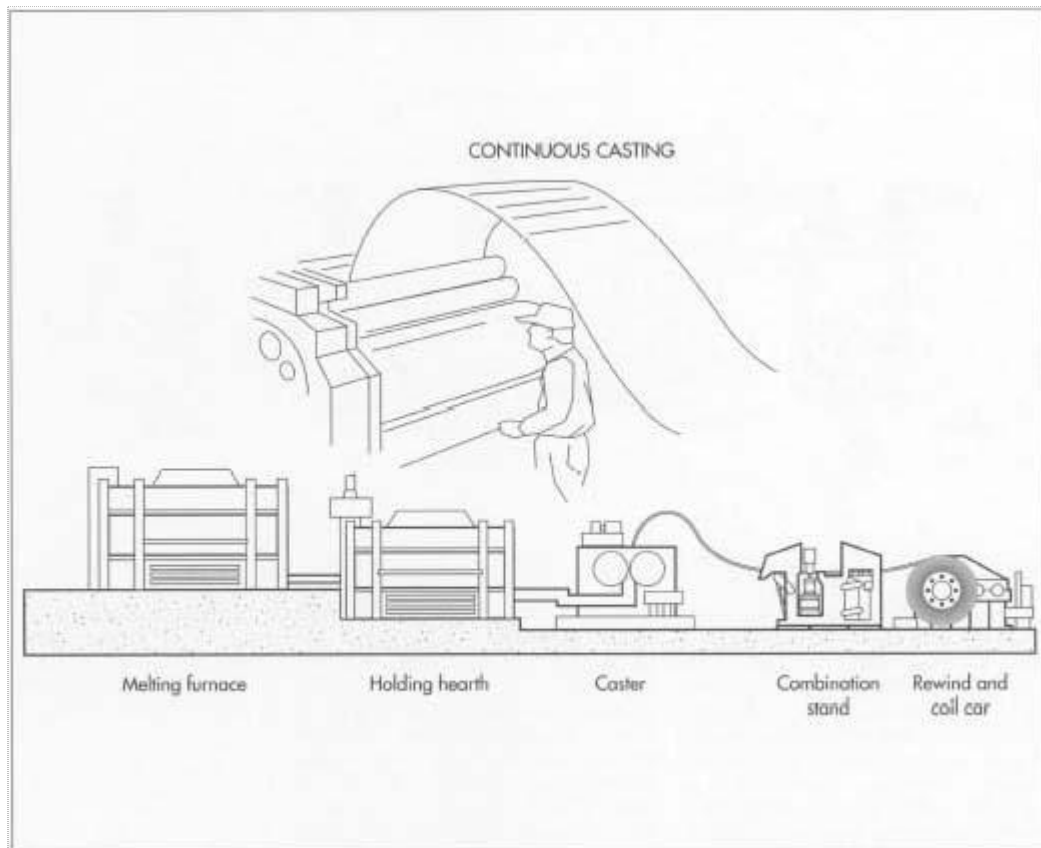 CONTINUOUS CASTING
Melting furnace
Holding hearth
Caster
Combination
stand
Rewind and
coil car